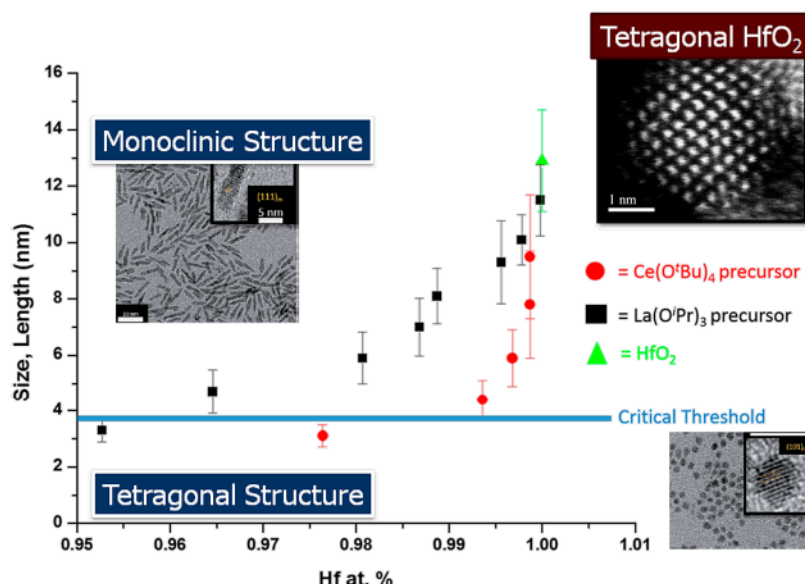 Tetragonal HfO₂
1 nm
16
14
12
10
8
6
4
2
0
Size, Length (nm)
Monoclinic Structure
{111}ₘ
5 nm
= Ce(OᵗBu)₄ precursor
= La(OⁱPr)₃ precursor
= HfO₂
Critical Threshold
Tetragonal Structure
0.95 0.96 0.97 0.98 0.99 1.00 1.01
Hf at. %